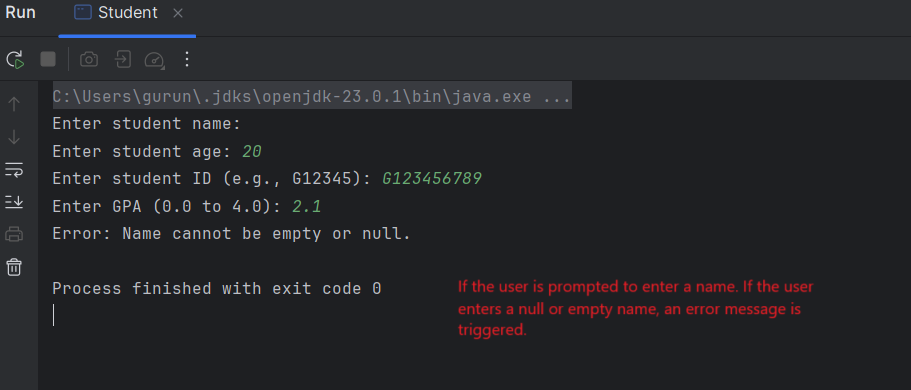 Run Student
C:\Users\gurun\.jdks\openjdk-23.0.1\bin\java.exe ...
Enter student name:
Enter student age: 20
Enter student ID (e.g., G12345): G123456789
Enter GPA (0.0 to 4.0): 2.1
Error: Name cannot be empty or null.
Process finished with exit code 0
If the user is prompted to enter a name. If the user
enters a null or empty name, an error message is
triggered.